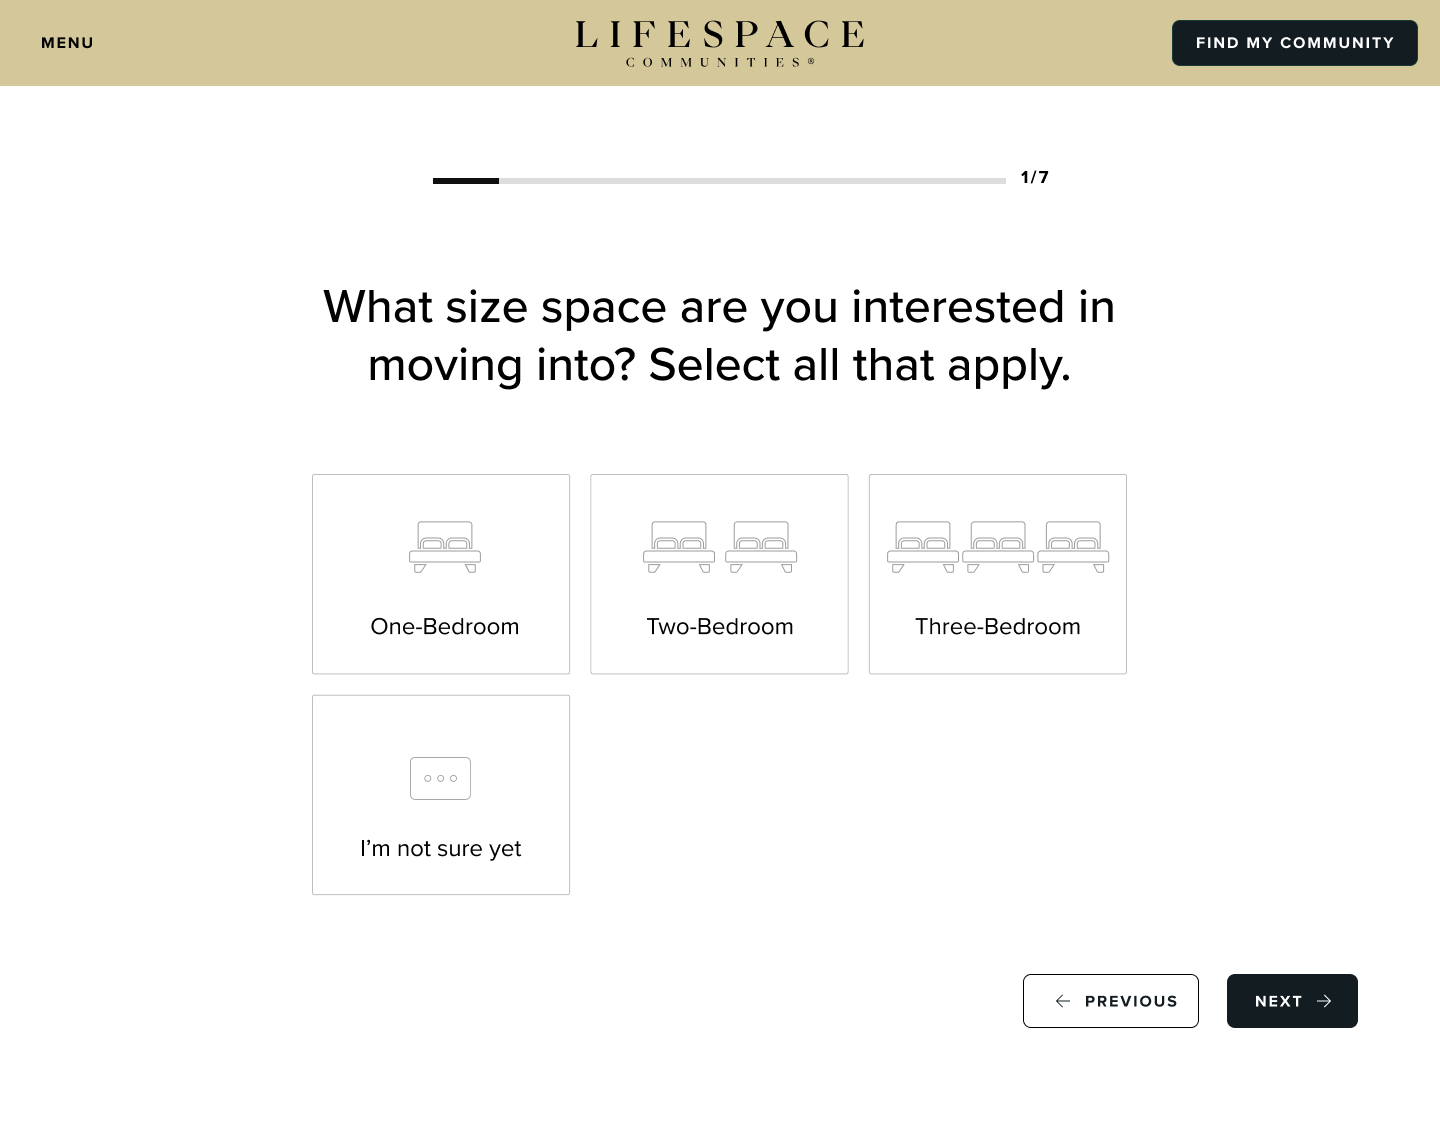 MENU
LIFESPACE
COMMUNITIES®
FIND MY COMMUNITY
1/7
What size space are you interested in
moving into? Select all that apply.
One-Bedroom
Two-Bedroom
Three-Bedroom
I’m not sure yet
PREVIOUS
NEXT